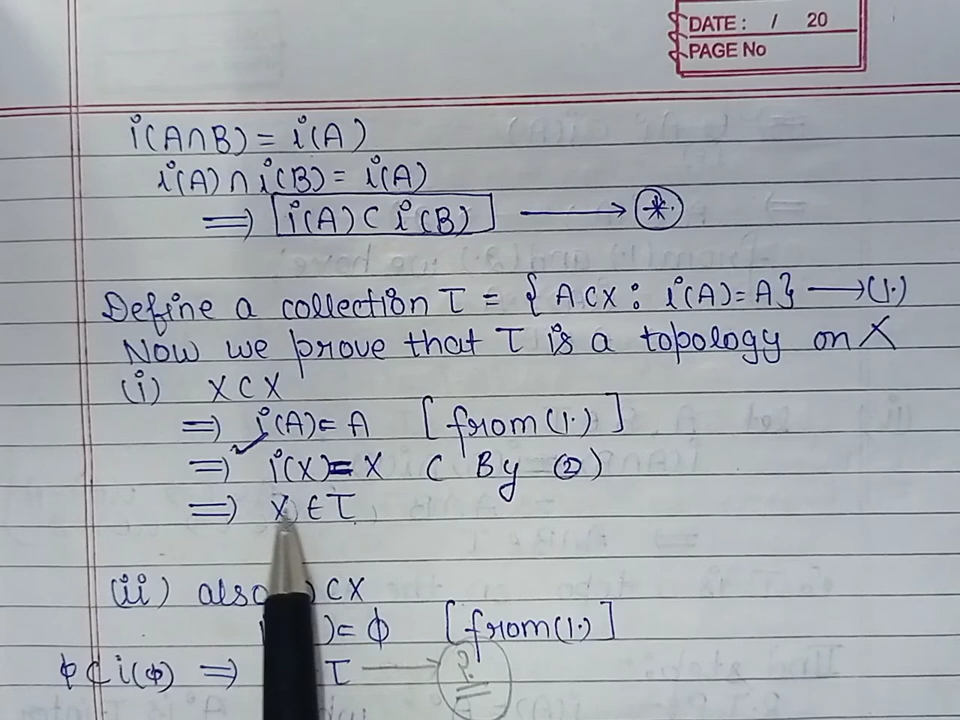 DATE: / 20
PAGE No
i(A∩B) = i(A)
i(A) ∩ i(B) = i(A)
⇒ i(A) ⊂ i(B) ⟶ *
Define a collection τ = { A⊂X : i(A)=A} ⟶ (1.)
Now we prove that τ is a topology on X
(i) X⊂X
⇒ i(A)= A [from(1.)]
⇒ i(X)= X ( By ②)
⇒ X ∈ τ
(ii) also ⊂X
)= ϕ [from(1.)]
ϕ ⊄ i(ϕ) ⇒ τ ⟶ ?